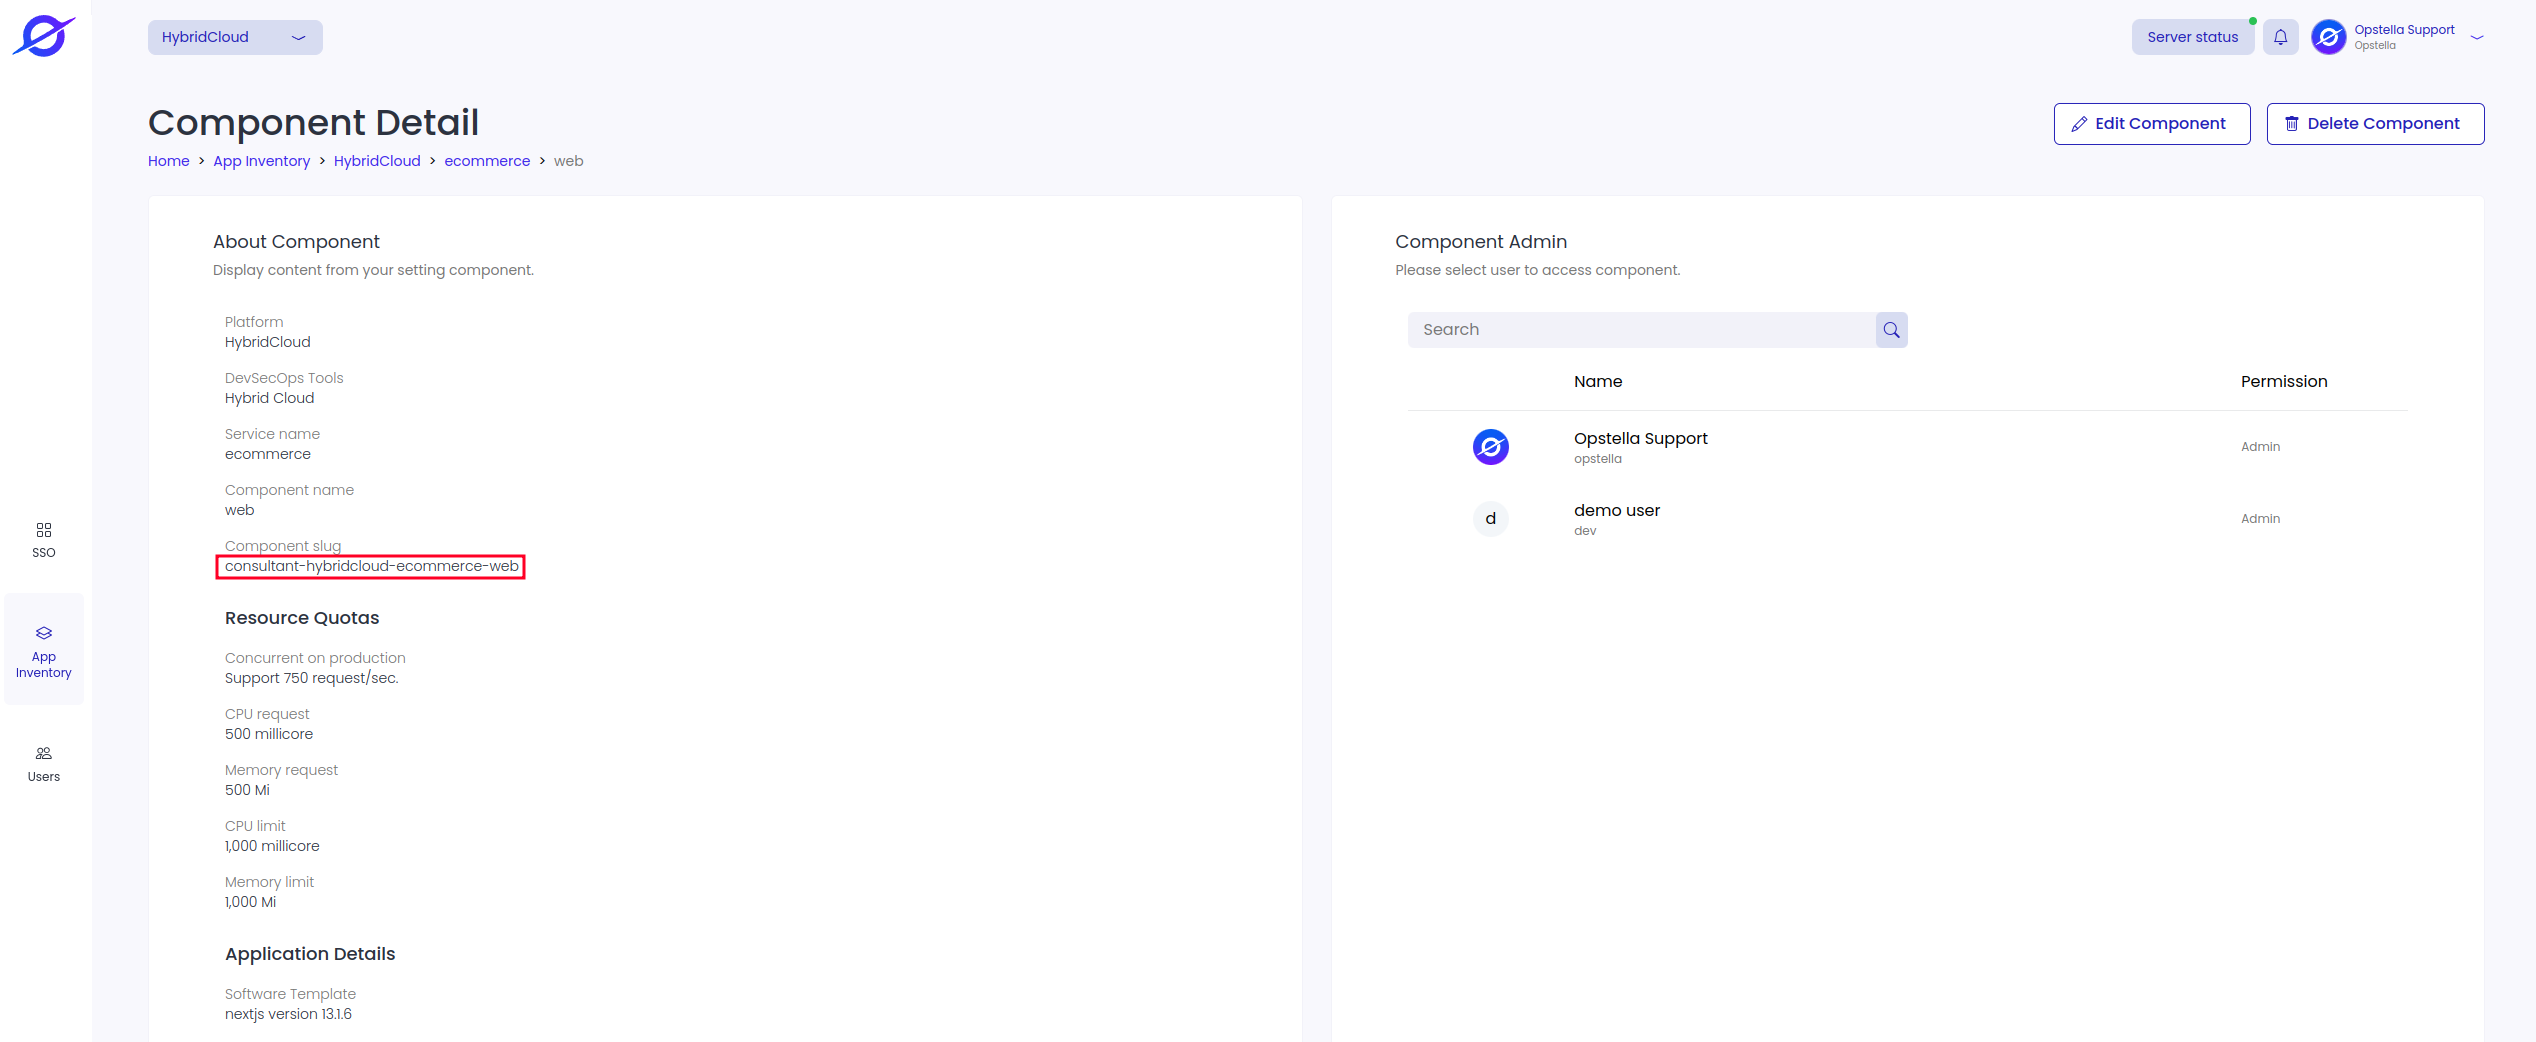 HybridCloud
Server status
Opstella Support
Opstella
Component Detail
Edit Component
Delete Component
Home > App Inventory > HybridCloud > ecommerce > web
About Component
Display content from your setting component.
Platform
HybridCloud
DevSecOps Tools
Hybrid Cloud
Service name
ecommerce
Component name
web
Component slug
consultant-hybridcloud-ecommerce-web
Resource Quotas
Concurrent on production
Support 750 request/sec.
CPU request
500 millicore
Memory request
500 Mi
CPU limit
1,000 millicore
Memory limit
1,000 Mi
Application Details
Software Template
nextjs version 13.1.6
Component Admin
Please select user to access component.
Search
Name Permission
Opstella Support
opstella
Admin
d
demo user
dev
Admin
SSO
App
Inventory
Users